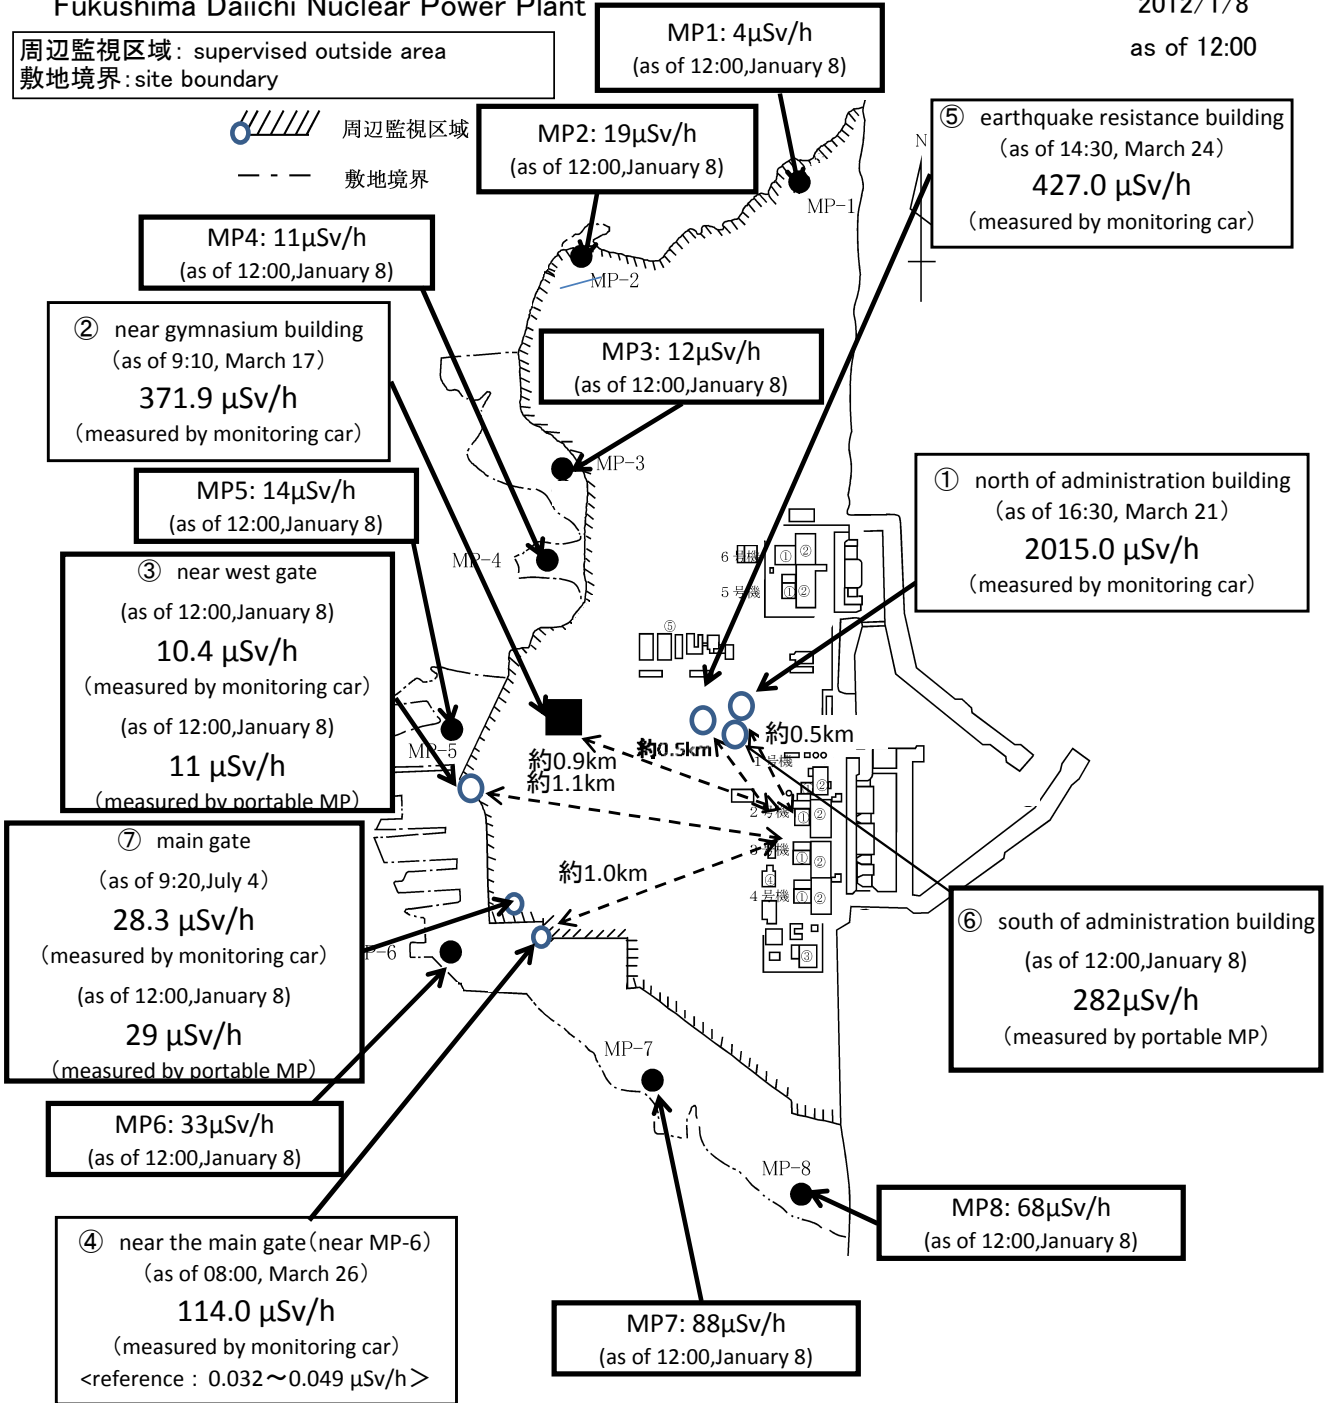 Fukushima Daiichi Nuclear Power Plant
2012/1/8
as of 12:00
周辺監視区域: supervised outside area
敷地境界:site boundary
周辺監視区域
敷地境界
MP1: 4μSv/h
(as of 12:00,January 8)
MP2: 19μSv/h
(as of 12:00,January 8)
⑤ earthquake resistance building
(as of 14:30, March 24)
427.0 μSv/h
(measured by monitoring car)
N
MP-1
MP4: 11μSv/h
(as of 12:00,January 8)
MP-2
② near gymnasium building
(as of 9:10, March 17)
371.9 μSv/h
(measured by monitoring car)
MP3: 12μSv/h
(as of 12:00,January 8)
MP-3
① north of administration building
(as of 16:30, March 21)
2015.0 μSv/h
(measured by monitoring car)
MP5: 14μSv/h
(as of 12:00,January 8)
MP-4
6号機
①
②
5号機
①
②
⑤
③ near west gate
(as of 12:00,January 8)
10.4 μSv/h
(measured by monitoring car)
(as of 12:00,January 8)
11 μSv/h
(measured by portable MP)
MP-5
約0.9km
約1.1km
約0.5km
約0.5km
1号機
②
2号機
①
②
3号機
①
②
④
4号機
①
②
③
約1.0km
⑦ main gate
(as of 9:20,July 4)
28.3 μSv/h
(measured by monitoring car)
(as of 12:00,January 8)
29 μSv/h
(measured by portable MP)
P-6
⑥ south of administration building
(as of 12:00,January 8)
282μSv/h
(measured by portable MP)
MP-7
MP6: 33μSv/h
(as of 12:00,January 8)
MP-8
MP8: 68μSv/h
(as of 12:00,January 8)
④ near the main gate(near MP-6)
(as of 08:00, March 26)
114.0 μSv/h
(measured by monitoring car)
<reference : 0.032～0.049 μSv/h>
MP7: 88μSv/h
(as of 12:00,January 8)